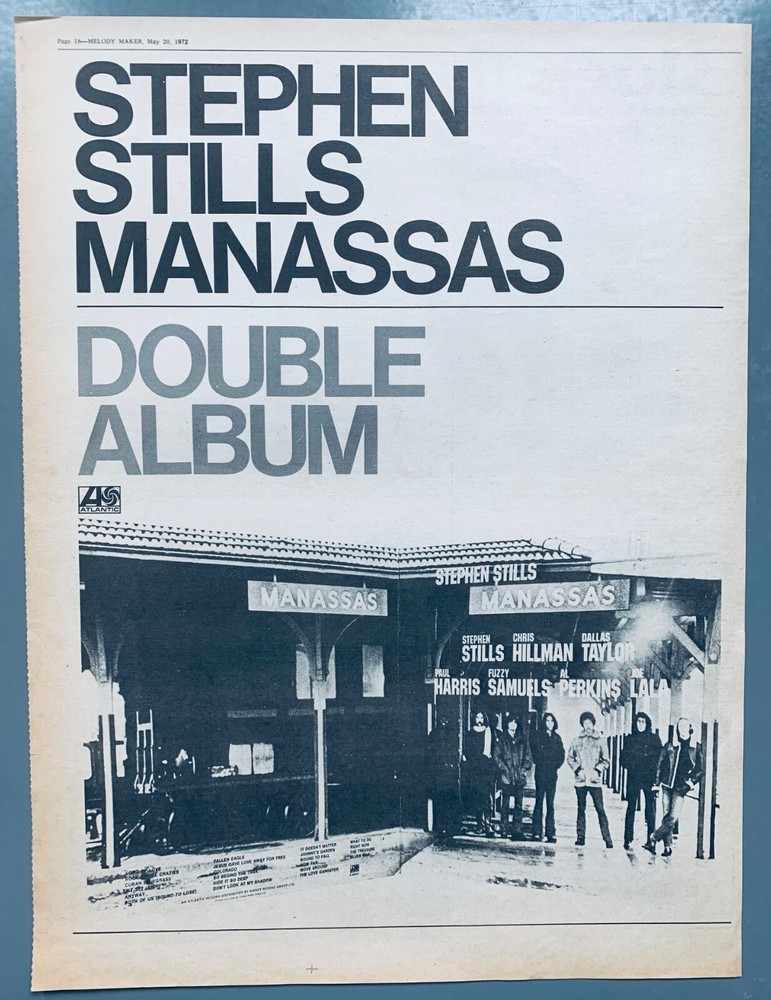 Page 18—MELODY MAKER, May 20, 1972
STEPHEN
STILLS
MANASSAS
DOUBLE
ALBUM
ATLANTIC
STEPHEN STILLS
MANASSAS
MANASSAS
STEPHEN CHRIS DALLAS
STILLS HILLMAN TAYLOR
PAUL FUZZY AL JOE
HARRIS SAMUELS PERKINS LALA
CRAZIES
CUBAN
ANYWAY
BOTH OF US (BOUND TO LOSE)
FALLEN EAGLE
JESUS GAVE LOVE AWAY FOR FREE
COLORADO
SO BEGINS THE
HIDE IT SO DEEP
DON'T LOOK AT MY SHADOW
IT DOESN'T MATTER
JOHNNY'S GARDEN
BOUND TO FALL
MOVE AROUND
THE LOVE GANGSTER
WHAT TO DO
RIGHT NOW
THE TREASURE
BLUES MAN